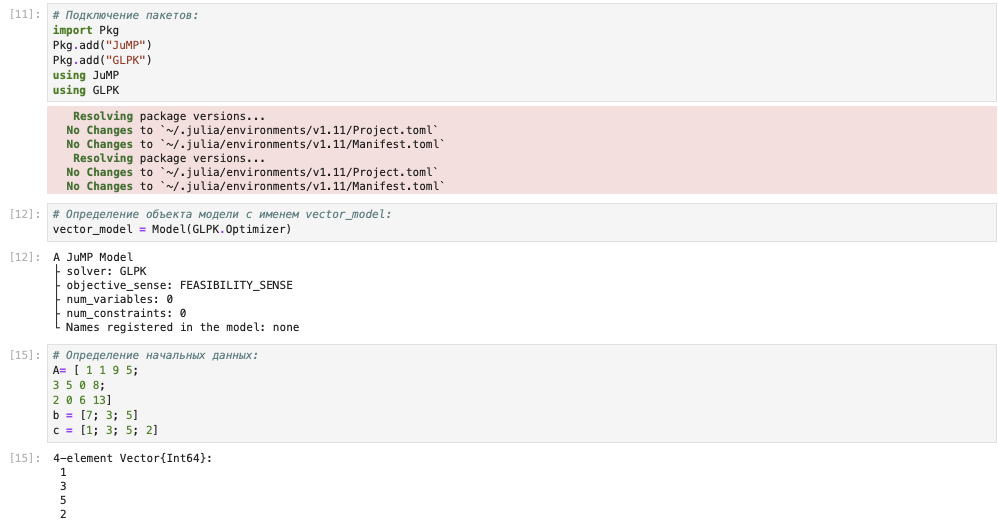 [11]: # Подключение пакетов:
import Pkg
Pkg.add("JuMP")
Pkg.add("GLPK")
using JuMP
using GLPK
Resolving package versions...
No Changes to `~/.julia/environments/v1.11/Project.toml`
No Changes to `~/.julia/environments/v1.11/Manifest.toml`
Resolving package versions...
No Changes to `~/.julia/environments/v1.11/Project.toml`
No Changes to `~/.julia/environments/v1.11/Manifest.toml`
[12]: # Определение объекта модели с именем vector_model:
vector_model = Model(GLPK.Optimizer)
[12]: A JuMP Model
├ solver: GLPK
├ objective_sense: FEASIBILITY_SENSE
├ num_variables: 0
├ num_constraints: 0
└ Names registered in the model: none
[15]: # Определение начальных данных:
A= [ 1 1 9 5;
3 5 0 8;
2 0 6 13]
b = [7; 3; 5]
c = [1; 3; 5; 2]
[15]: 4-element Vector{Int64}:
1
3
5
2